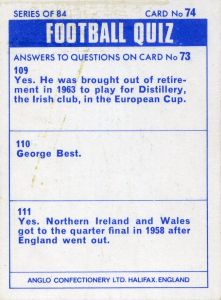 SERIES OF 84 CARD No 74
FOOTBALL QUIZ
ANSWERS TO QUESTIONS ON CARD No 73
109
Yes. He was brought out of retire-
ment in 1963 to play for Distillery,
the Irish club, in the European Cup.
110
George Best.
111
Yes. Northern Ireland and Wales
got to the quarter final in 1958 after
England went out.
ANGLO CONFECTIONERY LTD. HALIFAX. ENGLAND